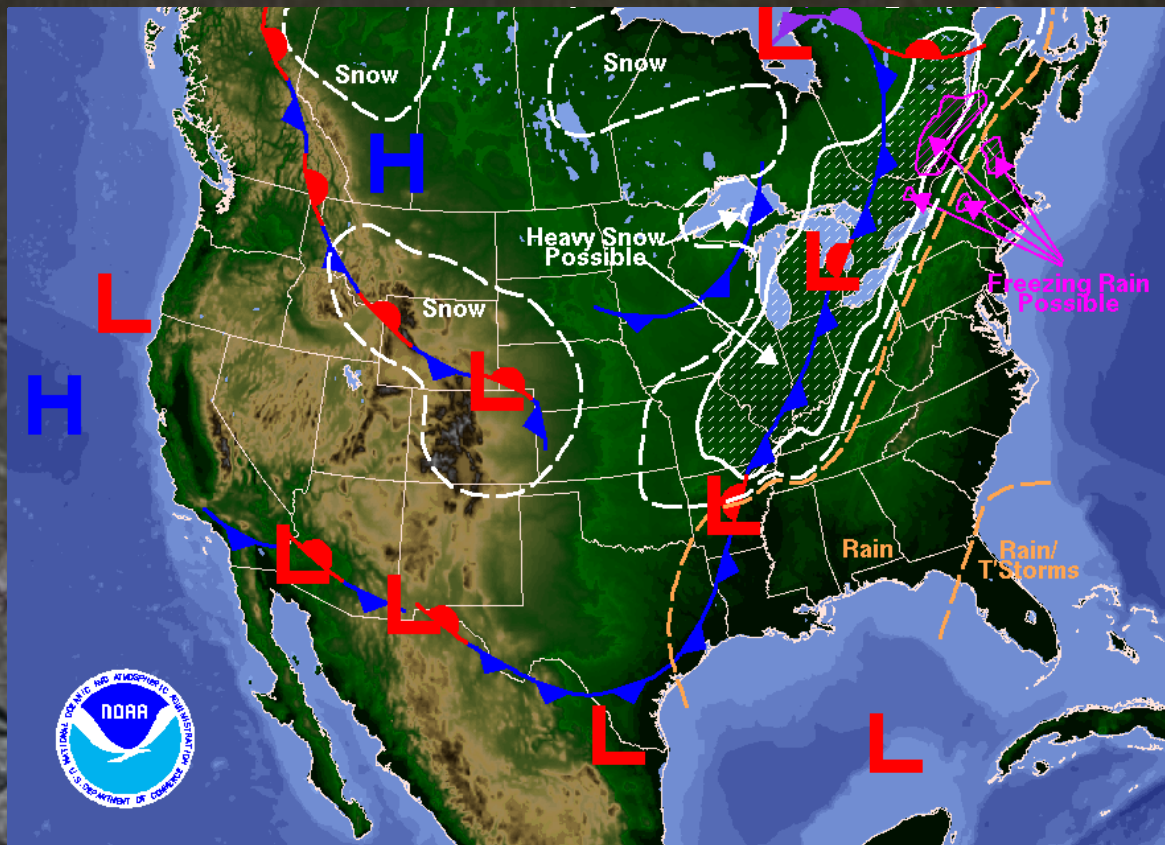 L
Snow
Snow
H
Heavy Snow
Possible
L
Freezing Rain
Possible
L
Snow
H
L
L
Rain
Rain/
T'Storms
L
L
L
L
NATIONAL OCEANIC AND ATMOSPHERIC ADMINISTRATION
NOAA
U.S. DEPARTMENT OF COMMERCE